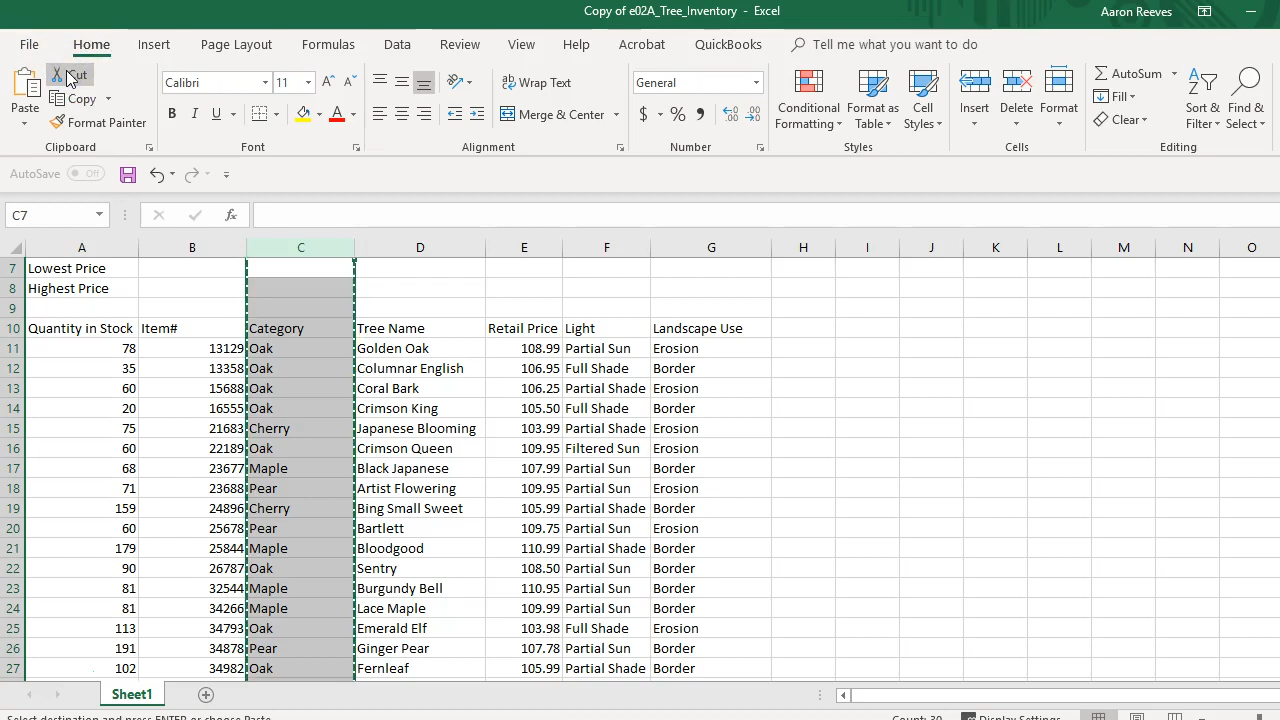 Copy of e02A_Tree_Inventory - Excel
Aaron Reeves
File Home Insert Page Layout Formulas Data Review View Help Acrobat QuickBooks Tell me what you want to do
Paste
Cut
Copy
Format Painter
Clipboard
Calibri 11
B I U
Font
Wrap Text
Merge & Center
Alignment
General
$ % ,
Number
Conditional Formatting
Format as Table
Cell Styles
Styles
Insert
Delete
Format
Cells
AutoSum
Fill
Clear
Sort & Filter
Find & Select
Editing
AutoSave Off
C7 fx
A B C D E F G H I J K L M N O
7 Lowest Price
8 Highest Price
9
10 Quantity in Stock Item# Category Tree Name Retail Price Light Landscape Use
11 78 13129 Oak Golden Oak 108.99 Partial Sun Erosion
12 35 13358 Oak Columnar English 106.95 Full Shade Border
13 60 15688 Oak Coral Bark 106.25 Partial Shade Erosion
14 20 16555 Oak Crimson King 105.50 Full Shade Border
15 75 21683 Cherry Japanese Blooming 103.99 Partial Shade Erosion
16 60 22189 Oak Crimson Queen 109.95 Filtered Sun Erosion
17 68 23677 Maple Black Japanese 107.99 Partial Sun Border
18 71 23688 Pear Artist Flowering 109.95 Partial Sun Erosion
19 159 24896 Cherry Bing Small Sweet 105.99 Partial Shade Border
20 60 25678 Pear Bartlett 109.75 Partial Sun Erosion
21 179 25844 Maple Bloodgood 110.99 Partial Shade Border
22 90 26787 Oak Sentry 108.50 Partial Sun Border
23 81 32544 Maple Burgundy Bell 110.95 Partial Sun Border
24 81 34266 Maple Lace Maple 109.99 Partial Sun Border
25 113 34793 Oak Emerald Elf 103.98 Full Shade Erosion
26 191 34878 Pear Ginger Pear 107.78 Partial Sun Border
27 102 34982 Oak Fernleaf 105.99 Partial Shade Border
Sheet1
Select destination and press ENTER or choose Paste Count: 30 Display Settings